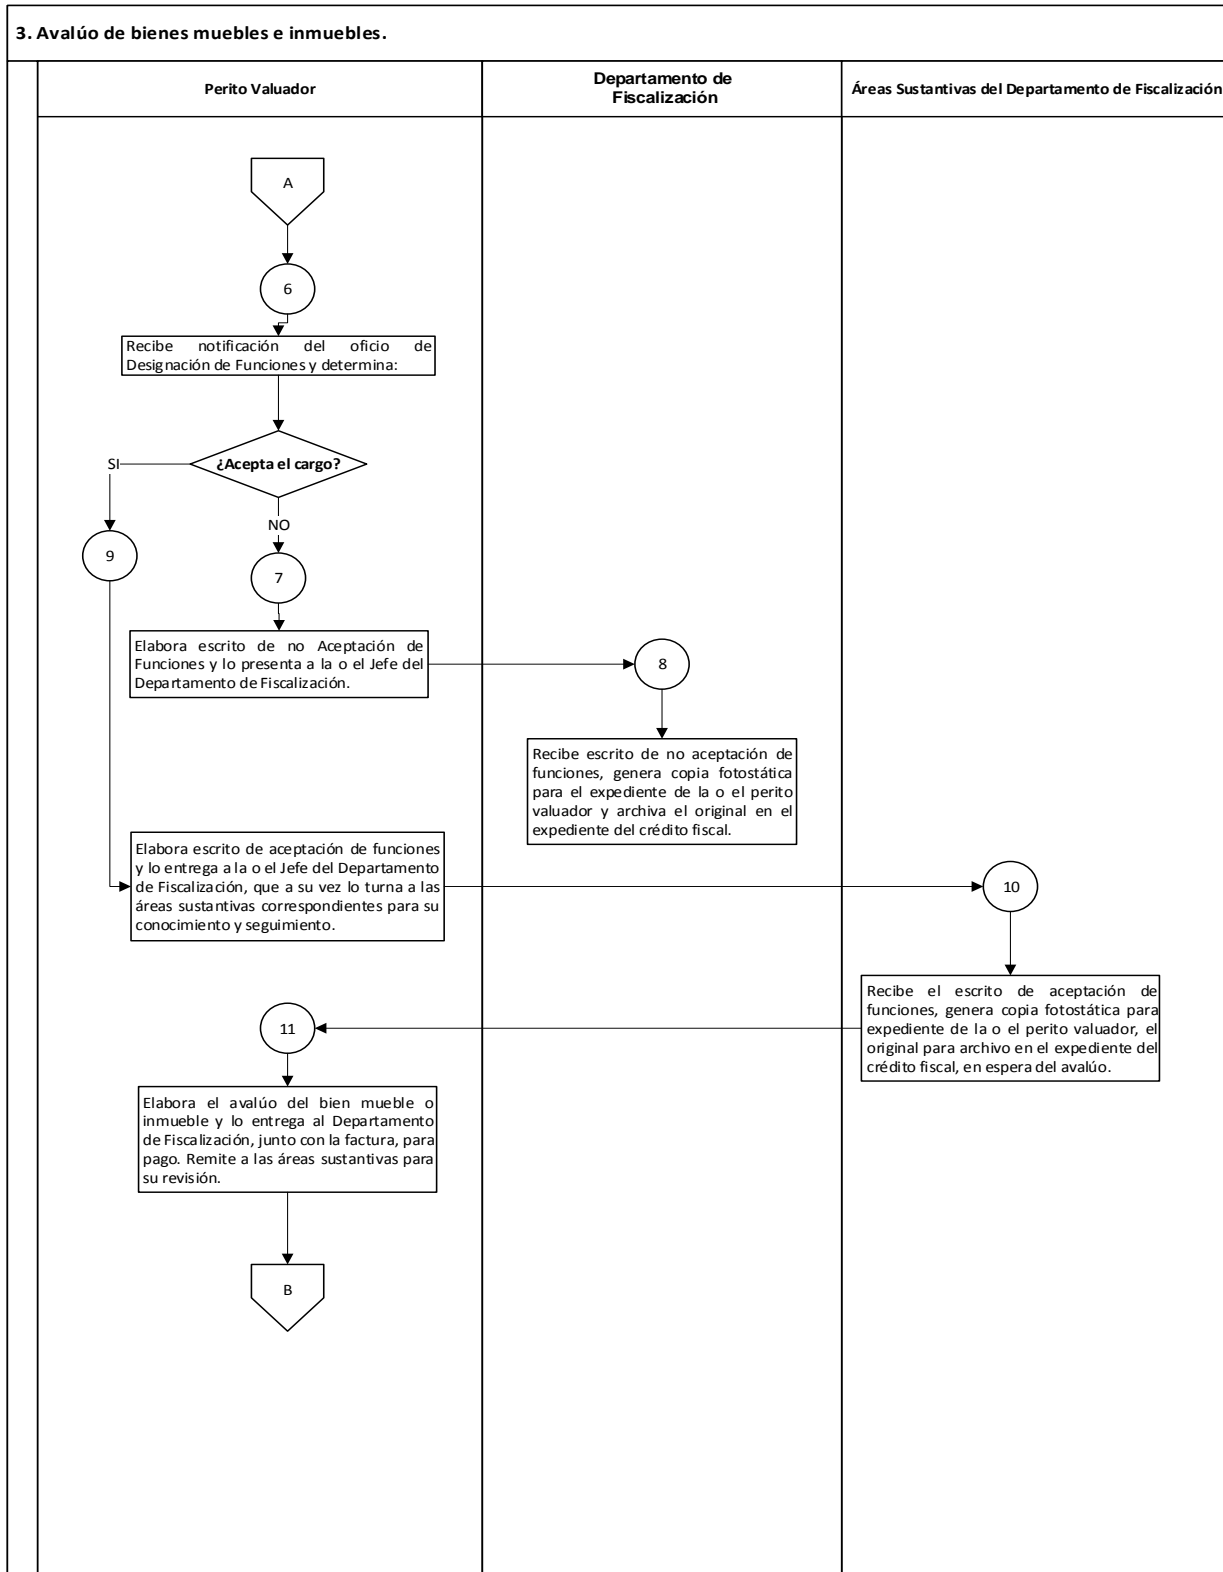 3. Avalúo de bienes muebles e inmuebles.
Perito Valuador
Departamento de
Fiscalización
Áreas Sustantivas del Departamento de Fiscalización
A
6
Recibe notificación del oficio de
Designación de Funciones y determina:
¿Acepta el cargo?
SI
NO
9
7
Elabora escrito de no Aceptación de
Funciones y lo presenta a la o el Jefe del
Departamento de Fiscalización.
8
Recibe escrito de no aceptación de
funciones, genera copia fotostática
para el expediente de la o el perito
valuador y archiva el original en el
expediente del crédito fiscal.
Elabora escrito de aceptación de funciones
y lo entrega a la o el Jefe del Departamento
de Fiscalización, que a su vez lo turna a las
áreas sustantivas correspondientes para su
conocimiento y seguimiento.
10
Recibe el escrito de aceptación de
funciones, genera copia fotostática para
expediente de la o el perito valuador, el
original para archivo en el expediente del
crédito fiscal, en espera del avalúo.
11
Elabora el avalúo del bien mueble o
inmueble y lo entrega al Departamento
de Fiscalización, junto con la factura, para
pago. Remite a las áreas sustantivas para
su revisión.
B